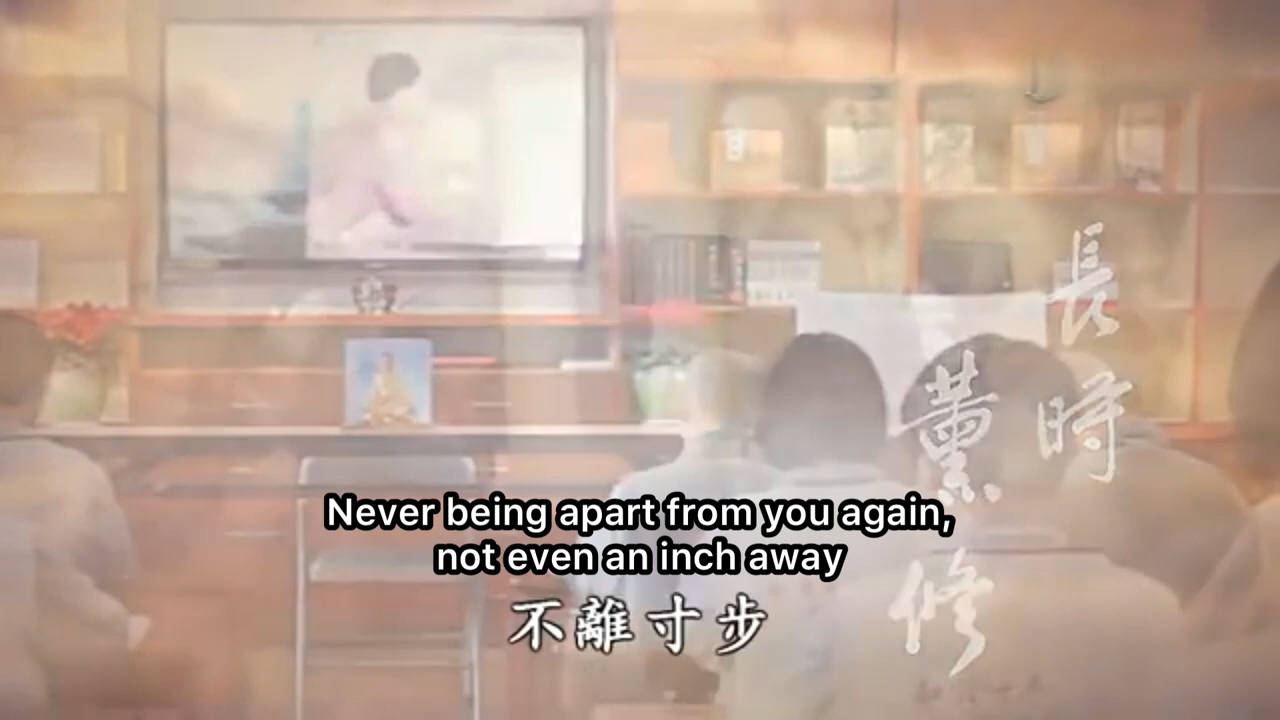 長時
薰修
Never being apart from you again,
not even an inch away
不離寸步